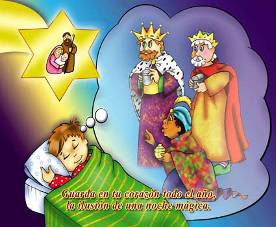 Guarda en tu corazón todo el año,
la ilusión de una noche mágica.